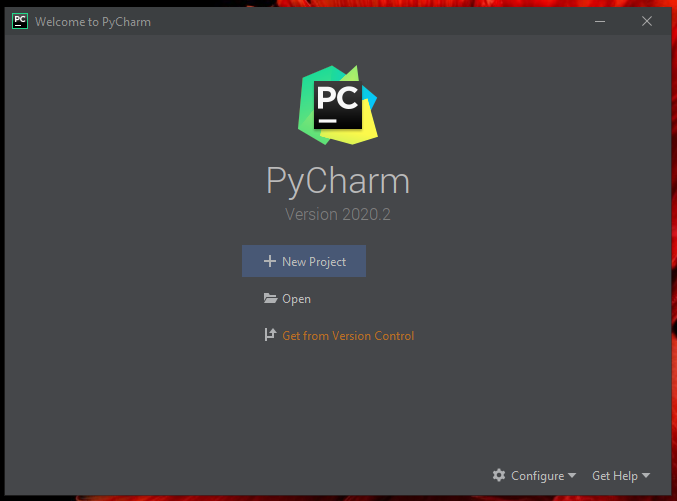 PC Welcome to PyCharm
PC
PyCharm
Version 2020.2
New Project
Open
Get from Version Control
Configure Get Help